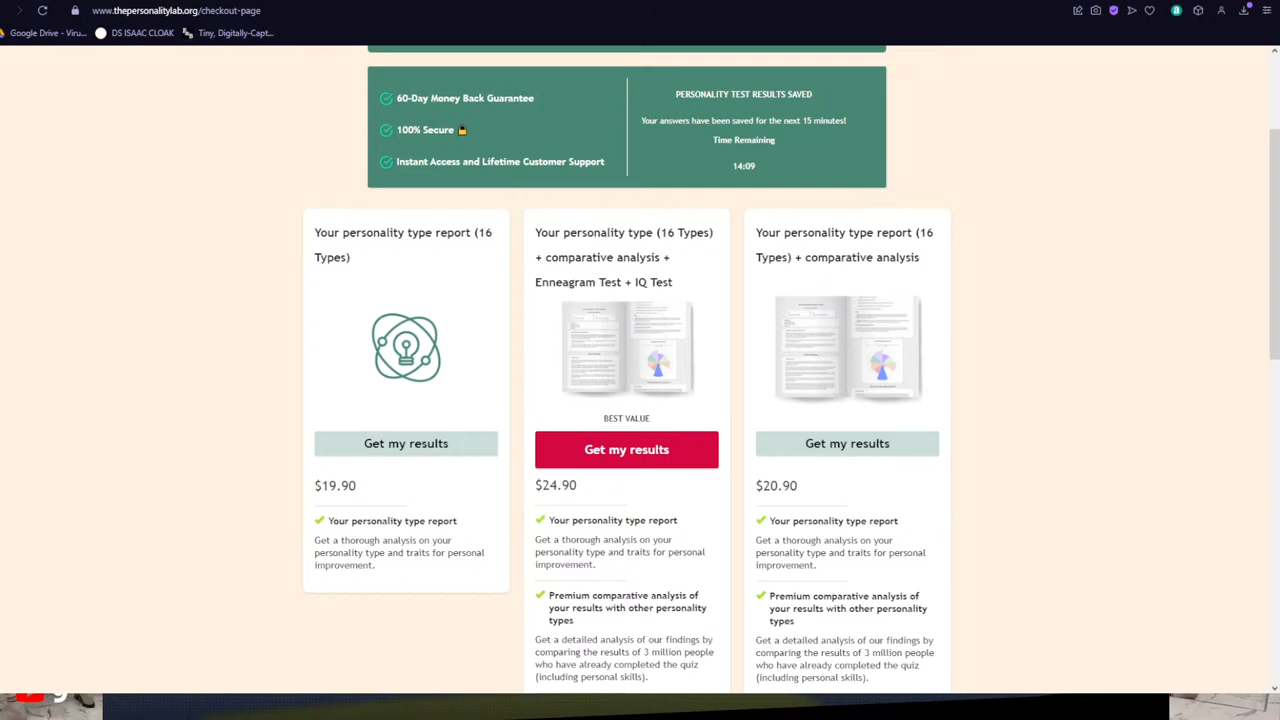 www.thepersonalitylab.org/checkout-page
Google Drive - Viru...
DS ISAAC CLOAK
Tiny, Digitally-Capt...
60-Day Money Back Guarantee
100% Secure
Instant Access and Lifetime Customer Support
PERSONALITY TEST RESULTS SAVED
Your answers have been saved for the next 15 minutes!
Time Remaining
14:09
Your personality type report (16
Types)
Get my results
$19.90
Your personality type report
Get a thorough analysis on your
personality type and traits for personal
improvement.
Your personality type (16 Types)
+ comparative analysis +
Enneagram Test + IQ Test
BEST VALUE
Get my results
$24.90
Your personality type report
Get a thorough analysis on your
personality type and traits for personal
improvement.
Premium comparative analysis of
your results with other personality
types
Get a detailed analysis of our findings by
comparing the results of 3 million people
who have already completed the quiz
(including personal skills).
Your personality type report (16
Types) + comparative analysis
Get my results
$20.90
Your personality type report
Get a thorough analysis on your
personality type and traits for personal
improvement.
Premium comparative analysis of
your results with other personality
types
Get a detailed analysis of our findings by
comparing the results of 3 million people
who have already completed the quiz
(including personal skills).